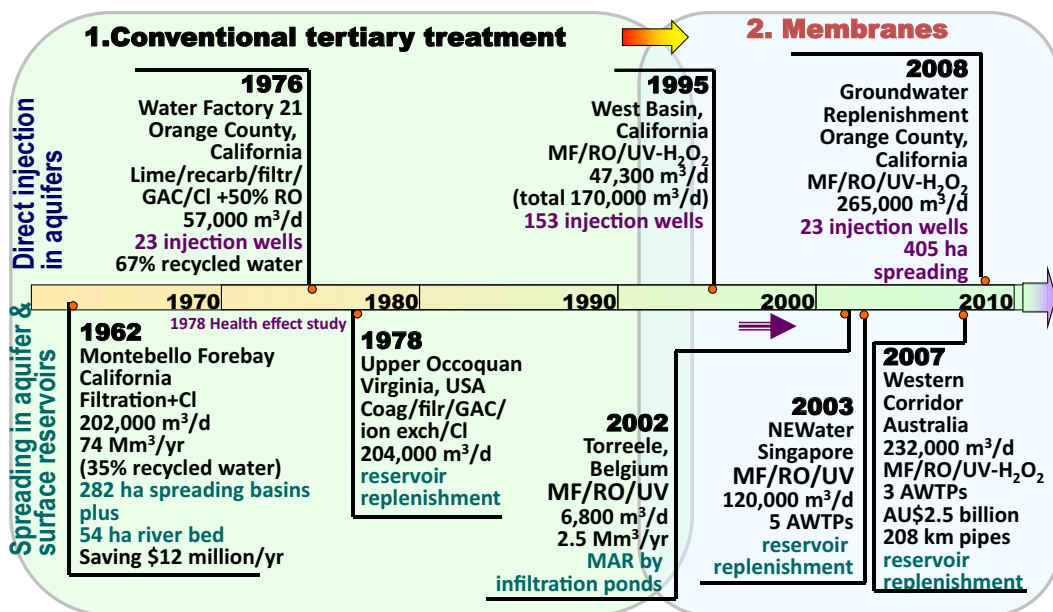 1.Conventional tertiary treatment
2. Membranes
Direct injection
in aquifers
1976
Water Factory 21
Orange County,
California
Lime/recarb/filtr/
GAC/Cl +50% RO
57,000 m³/d
23 injection wells
67% recycled water
1995
West Basin,
California
MF/RO/UV-H₂O₂
47,300 m³/d
(total 170,000 m³/d)
153 injection wells
2008
Groundwater
Replenishment
Orange County,
California
MF/RO/UV-H₂O₂
265,000 m³/d
23 injection wells
405 ha
spreading
1970
1980
1990
2000
2010
Spreading in aquifer &
surface reservoirs
1978 Health effect study
1962
Montebello Forebay
California
Filtration+Cl
202,000 m³/d
74 Mm³/yr
(35% recycled water)
282 ha spreading basins
plus
54 ha river bed
Saving $12 million/yr
1978
Upper Occoquan
Virginia, USA
Coag/filr/GAC/
ion exch/Cl
204,000 m³/d
reservoir
replenishment
2002
Torreele,
Belgium
MF/RO/UV
6,800 m³/d
2.5 Mm³/yr
MAR by
infiltration ponds
2003
NEWater
Singapore
MF/RO/UV
120,000 m³/d
5 AWTPs
reservoir
replenishment
2007
Western
Corridor
Australia
232,000 m³/d
MF/RO/UV-H₂O₂
3 AWTPs
AU$2.5 billion
208 km pipes
reservoir
replenishment